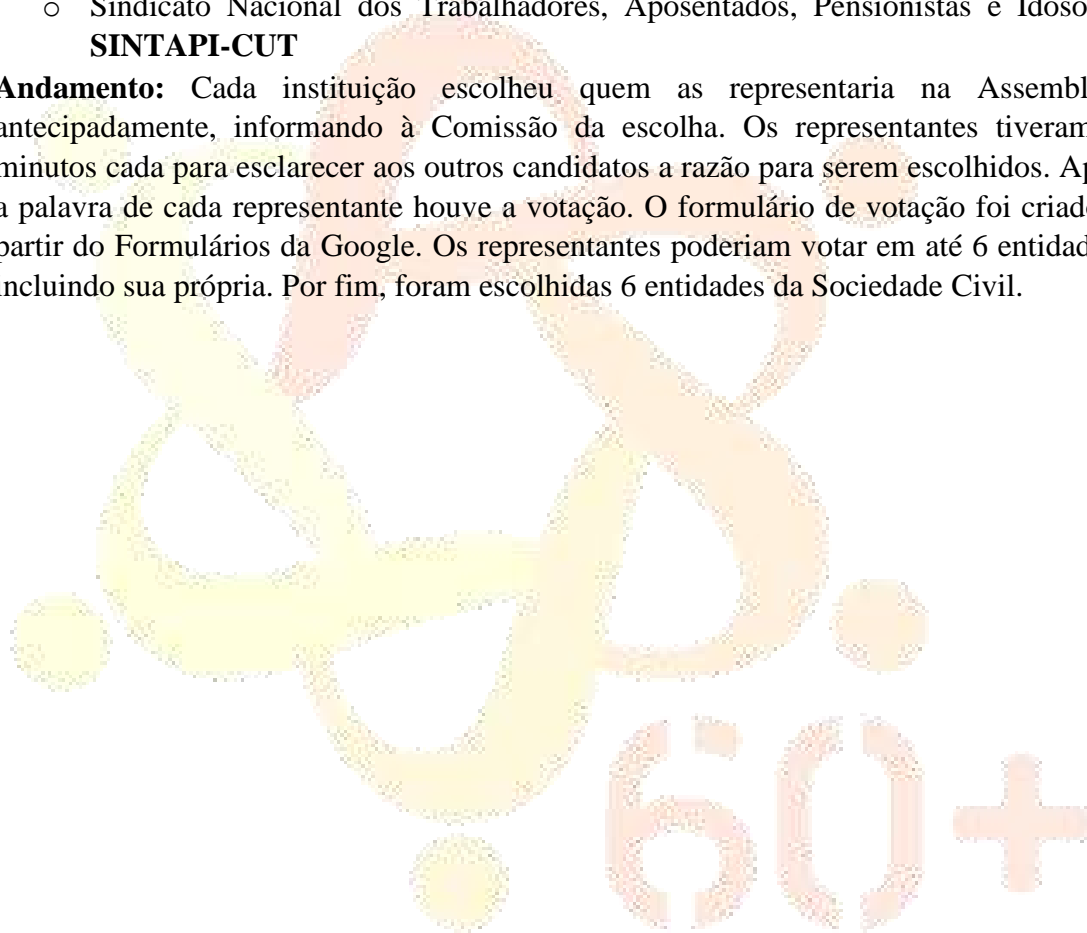 o Sindicato Nacional dos Trabalhadores, Aposentados, Pensionistas e Idoso
SINTAPI-CUT
Andamento: Cada instituição escolheu quem as representaria na Assembl
antecipadamente, informando à Comissão da escolha. Os representantes tiveram
minutos cada para esclarecer aos outros candidatos a razão para serem escolhidos. Ap
a palavra de cada representante houve a votação. O formulário de votação foi criad
partir do Formulários da Google. Os representantes poderiam votar em até 6 entidad
incluindo sua própria. Por fim, foram escolhidas 6 entidades da Sociedade Civil.
60+